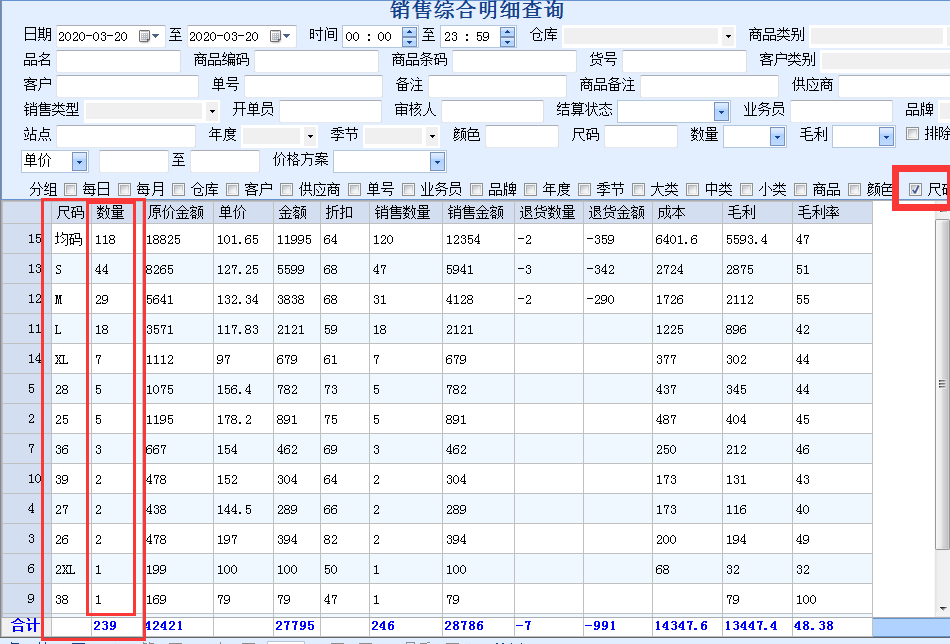 销售综合明细查询
日期 2020-03-20 至 2020-03-20 时间 00 : 00 至 23 : 59 仓库 商品类别
品名 商品编码 商品条码 货号 客户类别
客户 单号 备注 商品备注 供应商
销售类型 开单员 审核人 结算状态 业务员 品牌
站点 年度 季节 颜色 尺码 数量 毛利 排除
单价 至 价格方案
分组 每日 每月 仓库 客户 供应商 单号 业务员 品牌 年度 季节 大类 中类 小类 商品 颜色 尺码
尺码 数量 原价金额 单价 金额 折扣 销售数量 销售金额 退货数量 退货金额 成本 毛利 毛利率
15 均码 118 18825 101.65 11995 64 120 12354 -2 -359 6401.6 5593.4 47
13 S 44 8265 127.25 5599 68 47 5941 -3 -342 2724 2875 51
12 M 29 5641 132.34 3838 68 31 4128 -2 -290 1726 2112 55
11 L 18 3571 117.83 2121 59 18 2121 1225 896 42
14 XL 7 1112 97 679 61 7 679 377 302 44
5 28 5 1075 156.4 782 73 5 782 437 345 44
2 25 5 1195 178.2 891 75 5 891 487 404 45
7 36 3 667 154 462 69 3 462 250 212 46
10 39 2 478 152 304 64 2 304 173 131 43
4 27 2 438 144.5 289 66 2 289 173 116 40
3 26 2 478 197 394 82 2 394 200 194 49
6 2XL 1 199 100 100 50 1 100 68 32 32
9 38 1 169 79 79 47 1 79 79 100
合计 239 42421 27795 246 28786 -7 -991 14347.6 13447.4 48.38